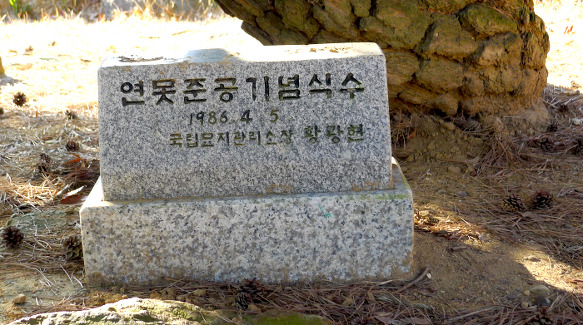 연못준공기념식수
1986. 4. 5
국립묘지관리소장 황광현